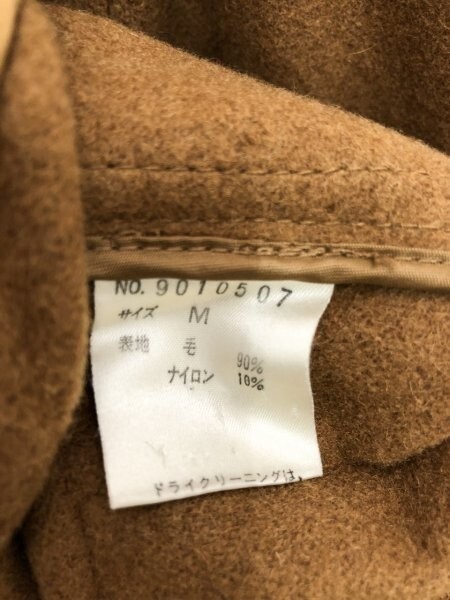 NO. 9010507
サイズ M
表地 毛 90%
ナイロン 10%
ドライクリーニングは、